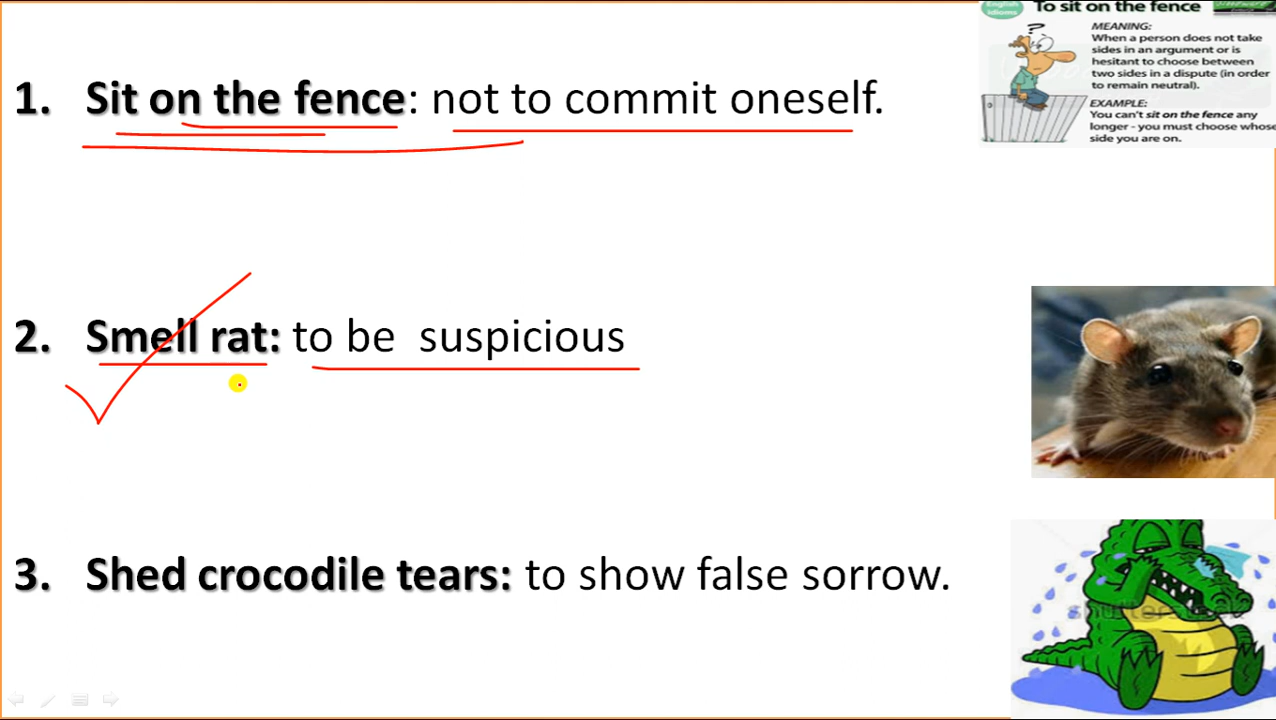 English
Idioms
To sit on the fence
MEANING:
When a person does not take
sides in an argument or is
hesitant to choose between
two sides in a dispute (in order
to remain neutral).
EXAMPLE:
You can't sit on the fence any
longer - you must choose whose
side you are on.
1. Sit on the fence: not to commit oneself.
2. Smell rat: to be suspicious
3. Shed crocodile tears: to show false sorrow.